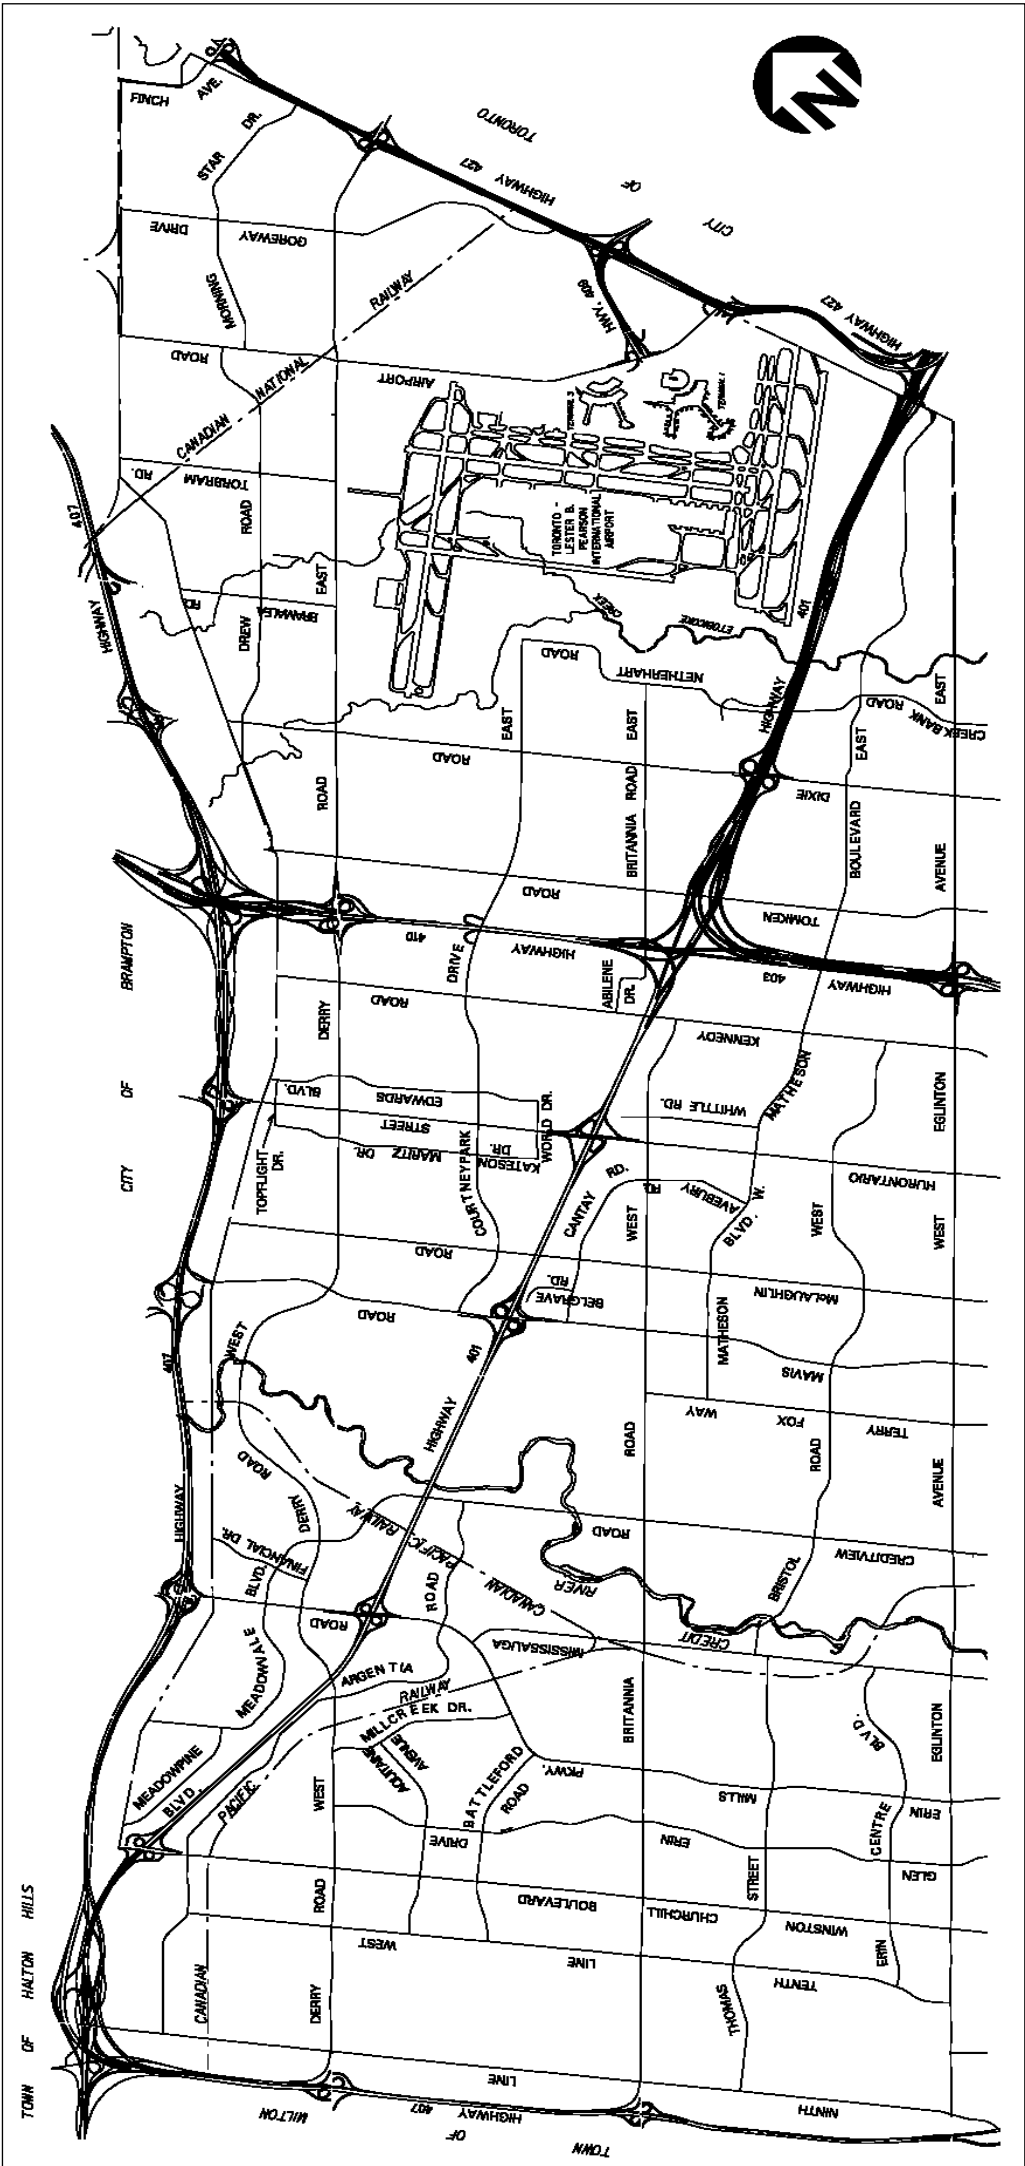 N
CITY OF TORONTO
CITY OF BRAMPTON
TOWN OF HALTON HILLS
TOWN OF MILTON
FINCH AVE.
MORNING STAR DR.
GOREWAY DRIVE
HIGHWAY 427
HIGHWAY 427
HWY. 409
CANADIAN NATIONAL RAILWAY
AIRPORT ROAD
TORBRAM RD.
BRAMALEA RD.
DREW ROAD
HIGHWAY 407
TERMINAL 3
TERMINAL 1
TORONTO -
LESTER B.
PEARSON
INTERNATIONAL
AIRPORT
ETOBICOKE CREEK
NETHERHART ROAD
CREEK BANK ROAD
HIGHWAY 401
DERRY ROAD EAST
COURTNEYPARK DRIVE EAST
BRITANNIA ROAD EAST
MATHESON BOULEVARD EAST
EGLINTON AVENUE EAST
DIXIE ROAD
TOMKEN ROAD
HIGHWAY 410
HIGHWAY 403
ABILENE DR.
KENNEDY ROAD
EDWARDS BLVD.
TOPFLIGHT DR.
MARITZ DR.
KATESON DR.
WORLD DR.
WHITTLE RD.
HURONTARIO STREET
CANTAY RD.
AVEBURY RD.
BELGRAVE RD.
MATHESON BLVD. W.
McLAUGHLIN ROAD
MAVIS ROAD
TERRY FOX WAY
HIGHWAY 407
HIGHWAY 401
DERRY ROAD WEST
BRITANNIA ROAD WEST
BRISTOL ROAD WEST
EGLINTON AVENUE WEST
CREDITVIEW ROAD
CREDIT RIVER
CANADIAN PACIFIC RAILWAY
FINANCIAL DR.
MEADOWVALE BLVD.
MEADOWPINE BLVD.
MISSISSAUGA ROAD
ARGENTIA ROAD
CANADIAN PACIFIC RAILWAY
MILLCREEK DR.
AQUITAINE AVENUE
BATTLEFORD ROAD
ERIN MILLS PKWY.
GLEN ERIN DRIVE
ERIN CENTRE BLVD.
WINSTON CHURCHILL BOULEVARD
THOMAS STREET
TENTH LINE WEST
NINTH LINE
DERRY ROAD WEST
BRITANNIA
EGLINTON
HIGHWAY 407